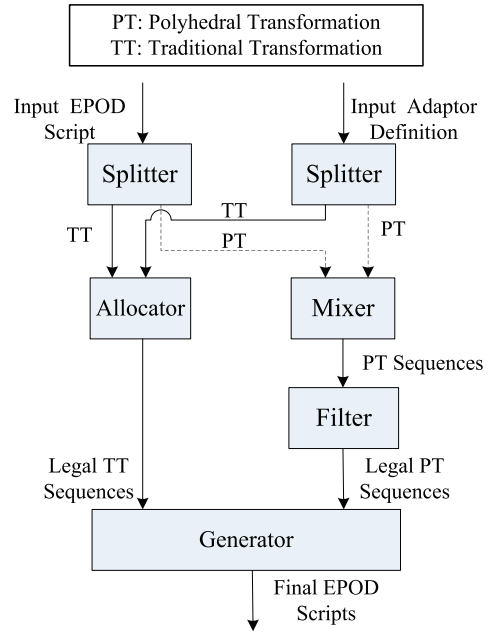 PT: Polyhedral Transformation
TT: Traditional Transformation
Input EPOD
Script
Input Adaptor
Definition
Splitter
Splitter
TT
TT
PT
PT
Allocator
Mixer
PT Sequences
Filter
Legal TT
Sequences
Legal PT
Sequences
Generator
Final EPOD
Scripts